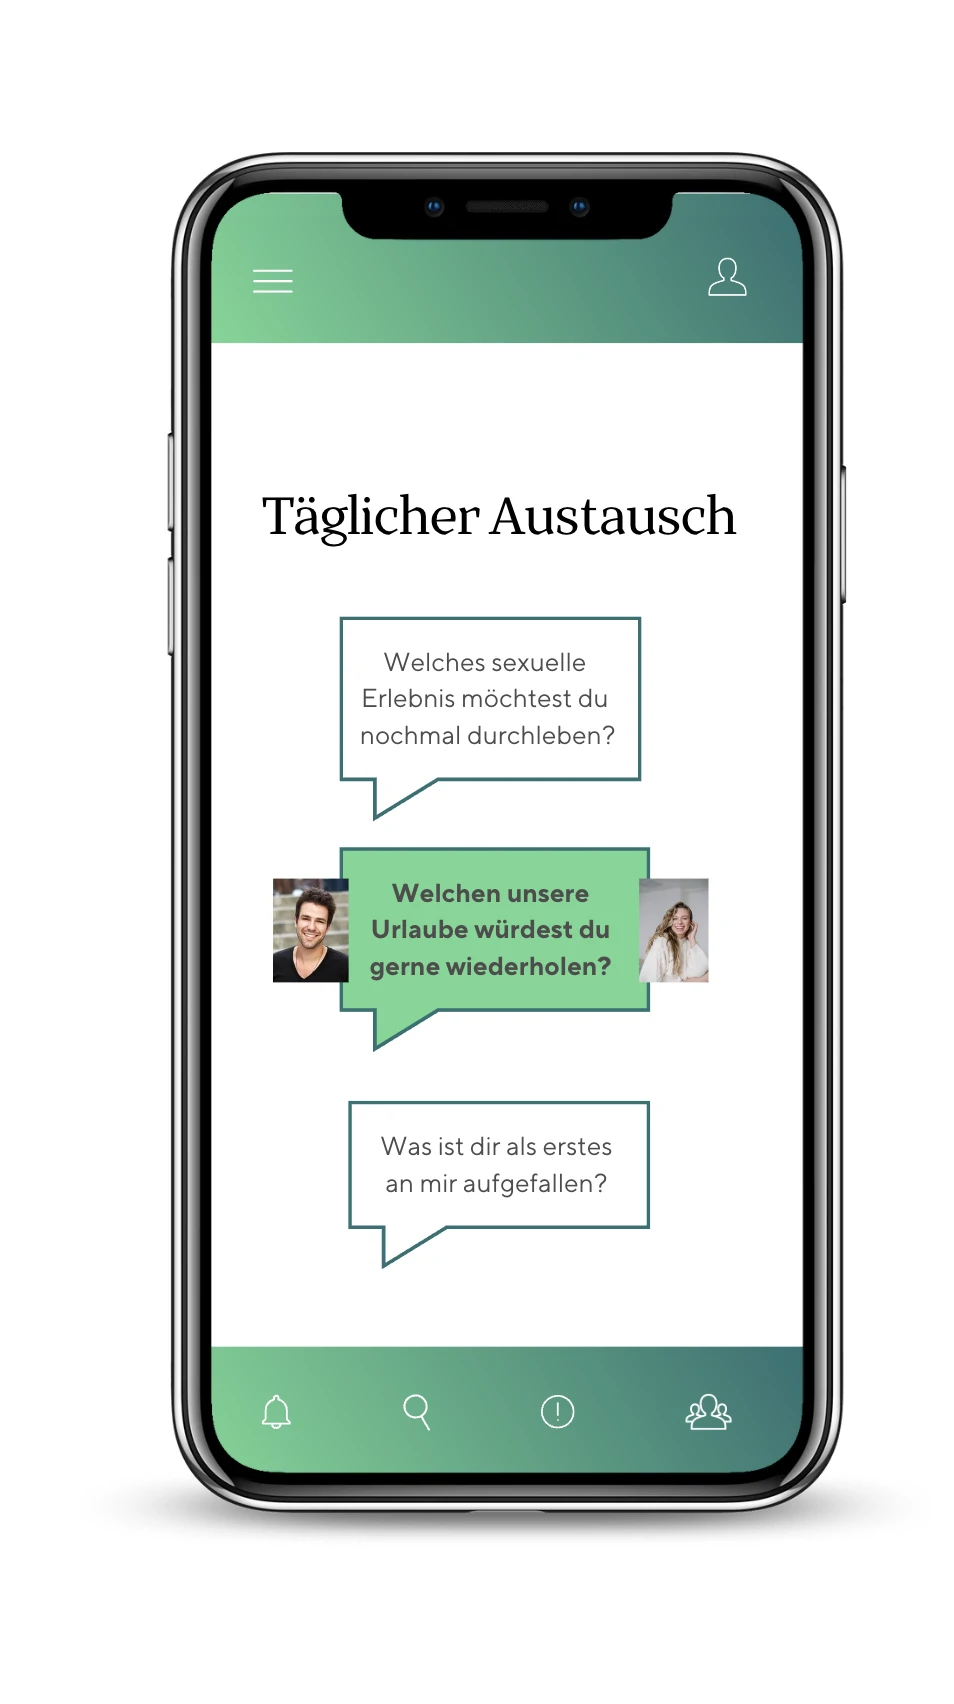 Täglicher Austausch
Welches sexuelle
Erlebnis möchtest du
nochmal durchleben?
Welchen unsere
Urlaube würdest du
gerne wiederholen?
Was ist dir als erstes
an mir aufgefallen?